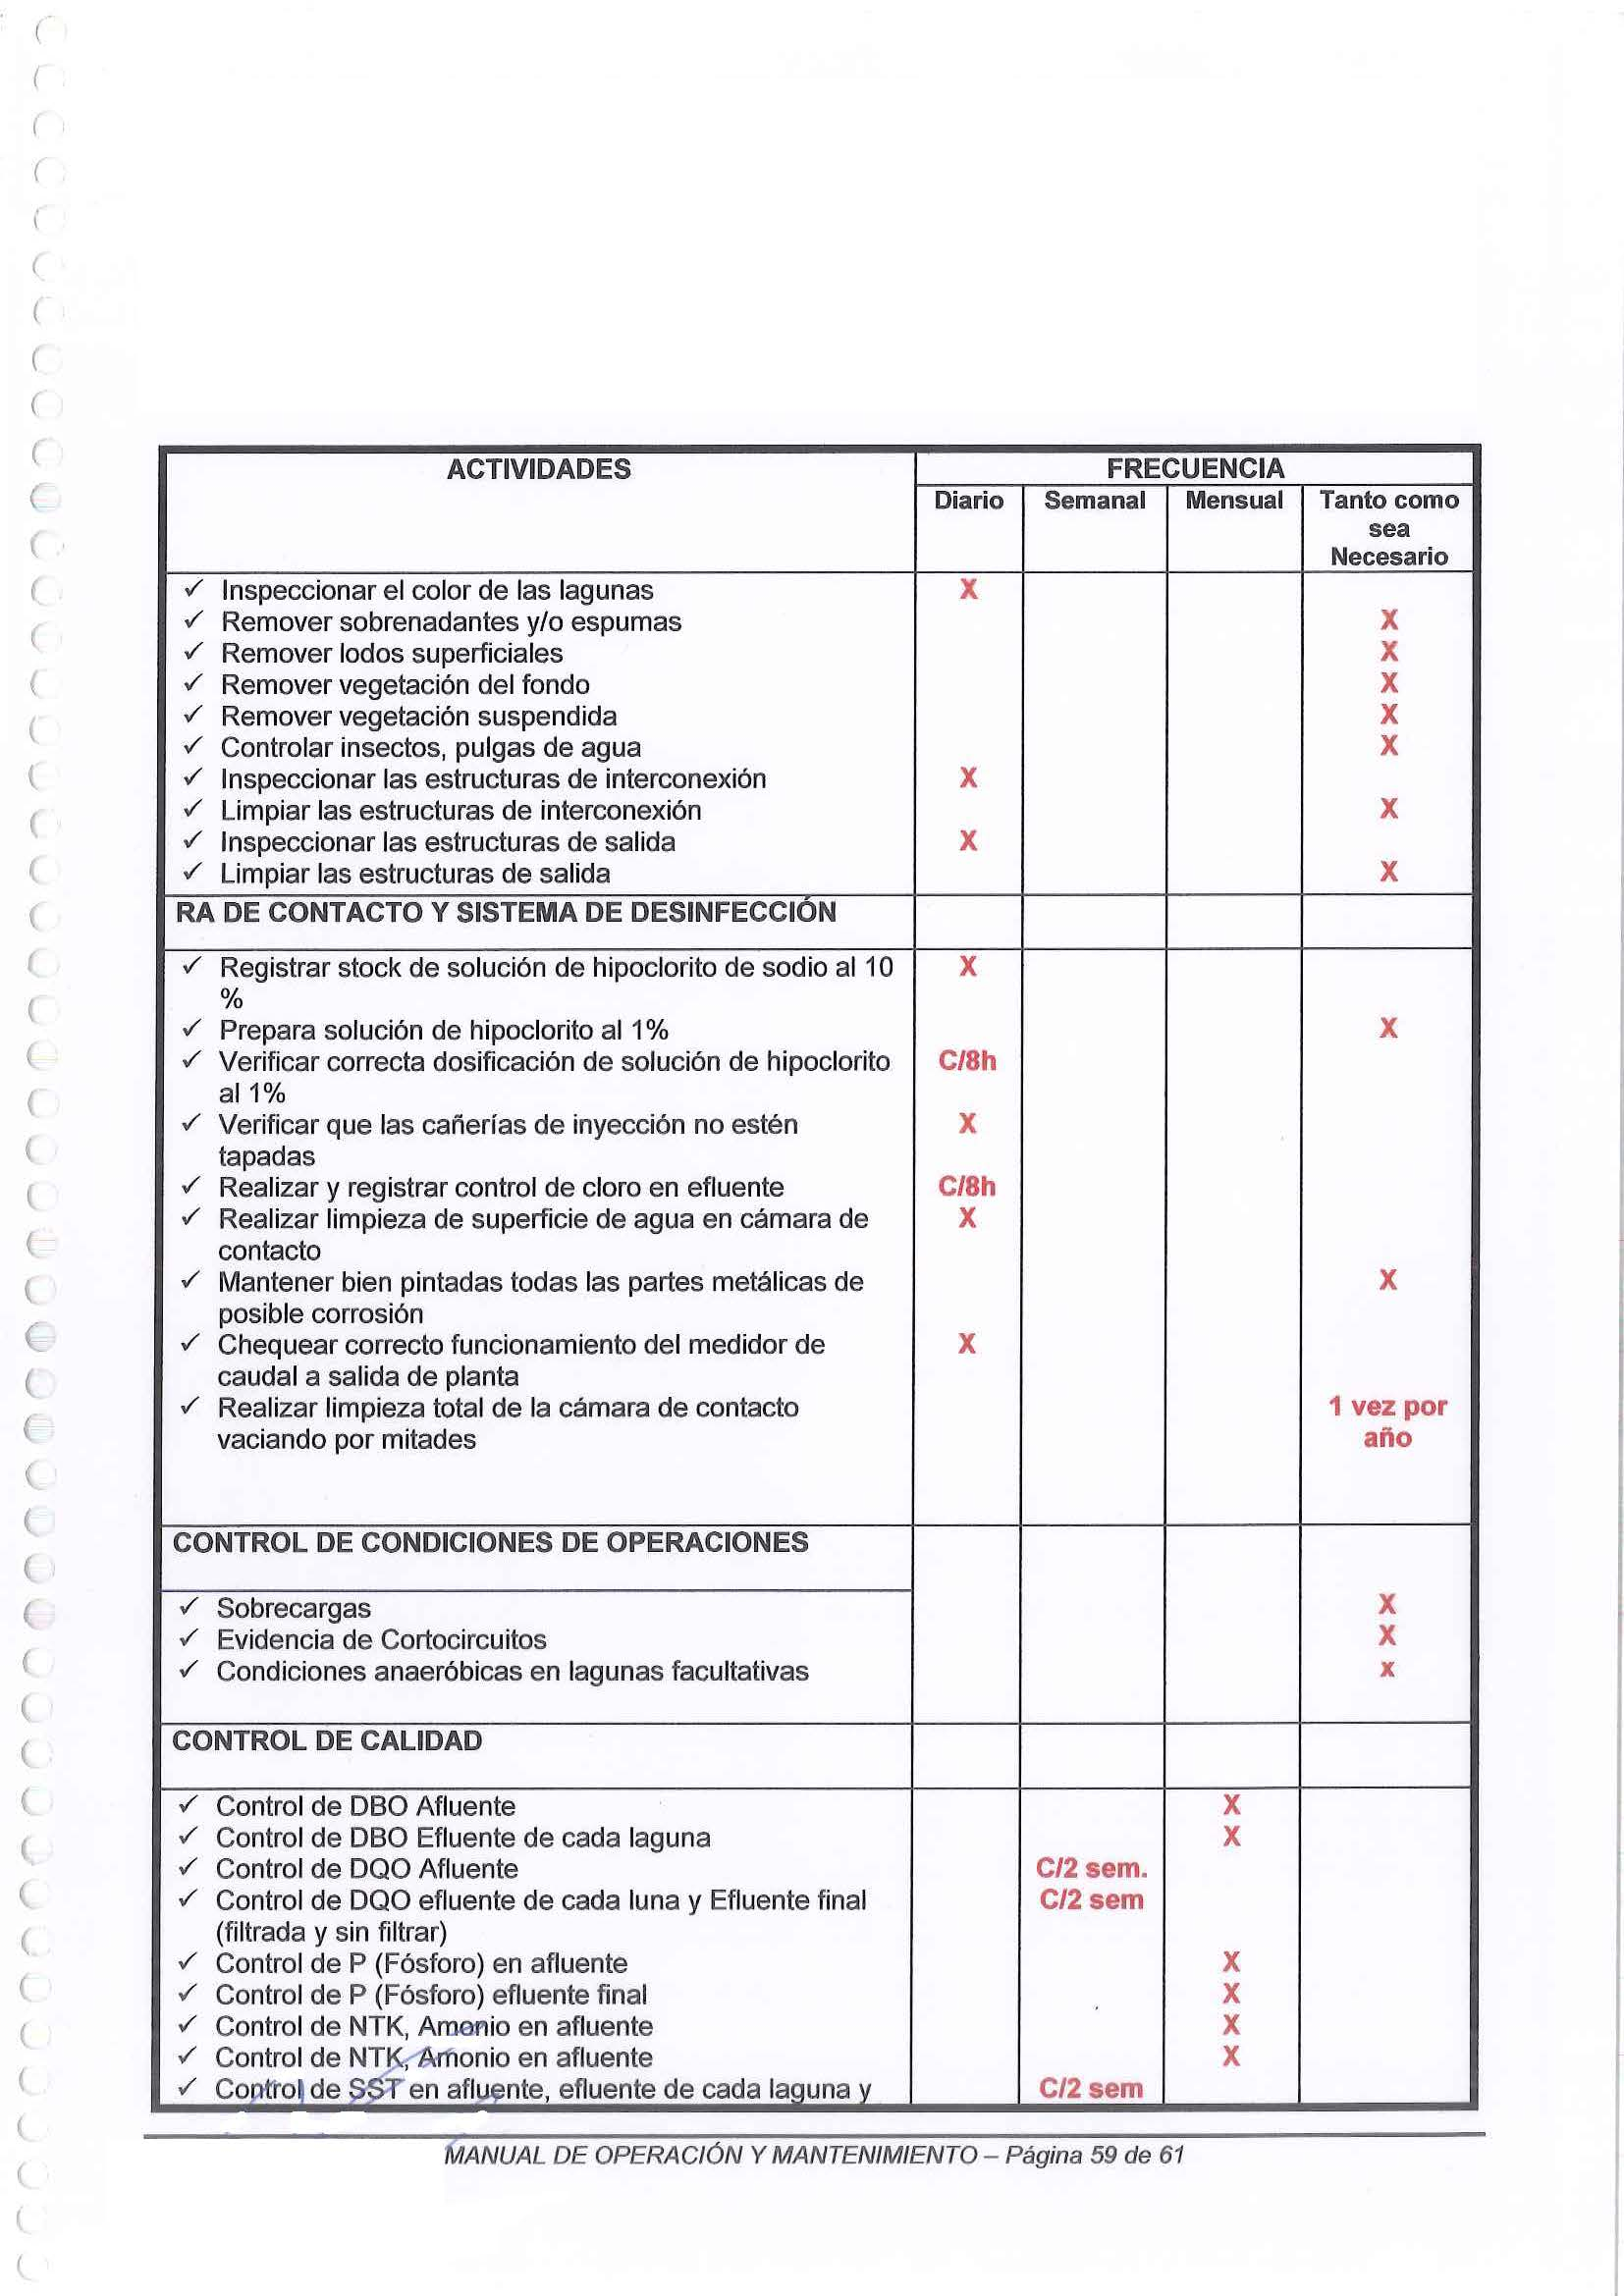 ACTIVIDADES FRECUENCIA
Diario Semanal Mensual Tanto como
sea
Necesario
✓ Inspeccionar el color de las lagunas X
✓ Remover sobrenadantes y/o espumas X
✓ Remover lodos superficiales X
✓ Remover vegetación del fondo X
✓ Remover vegetación suspendida X
✓ Controlar insectos, pulgas de agua X
✓ Inspeccionar las estructuras de interconexión X
✓ Limpiar las estructuras de interconexión X
✓ Inspeccionar las estructuras de salida X
✓ Limpiar las estructuras de salida X
RA DE CONTACTO Y SISTEMA DE DESINFECCIÓN
✓ Registrar stock de solución de hipoclorito de sodio al 10 X
%
✓ Prepara solución de hipoclorito al 1% X
✓ Verificar correcta dosificación de solución de hipoclorito C/8h
al 1%
✓ Verificar que las cañerías de inyección no estén X
tapadas
✓ Realizar y registrar control de cloro en efluente C/8h
✓ Realizar limpieza de superficie de agua en cámara de X
contacto
✓ Mantener bien pintadas todas las partes metálicas de X
posible corrosión
✓ Chequear correcto funcionamiento del medidor de X
caudal a salida de planta
✓ Realizar limpieza total de la cámara de contacto 1 vez por
vaciando por mitades año
CONTROL DE CONDICIONES DE OPERACIONES
✓ Sobrecargas X
✓ Evidencia de Cortocircuitos X
✓ Condiciones anaeróbicas en lagunas facultativas x
CONTROL DE CALIDAD
✓ Control de DBO Afluente X
✓ Control de DBO Efluente de cada laguna X
✓ Control de DQO Afluente C/2 sem.
✓ Control de DQO efluente de cada luna y Efluente final C/2 sem
(filtrada y sin filtrar)
✓ Control de P (Fósforo) en afluente X
✓ Control de P (Fósforo) efluente final X
✓ Control de NTK, Amonio en afluente X
✓ Control de NTK, Amonio en afluente X
✓ Control de SST en afluente, efluente de cada laguna y C/2 sem
MANUAL DE OPERACIÓN Y MANTENIMIENTO – Página 59 de 61